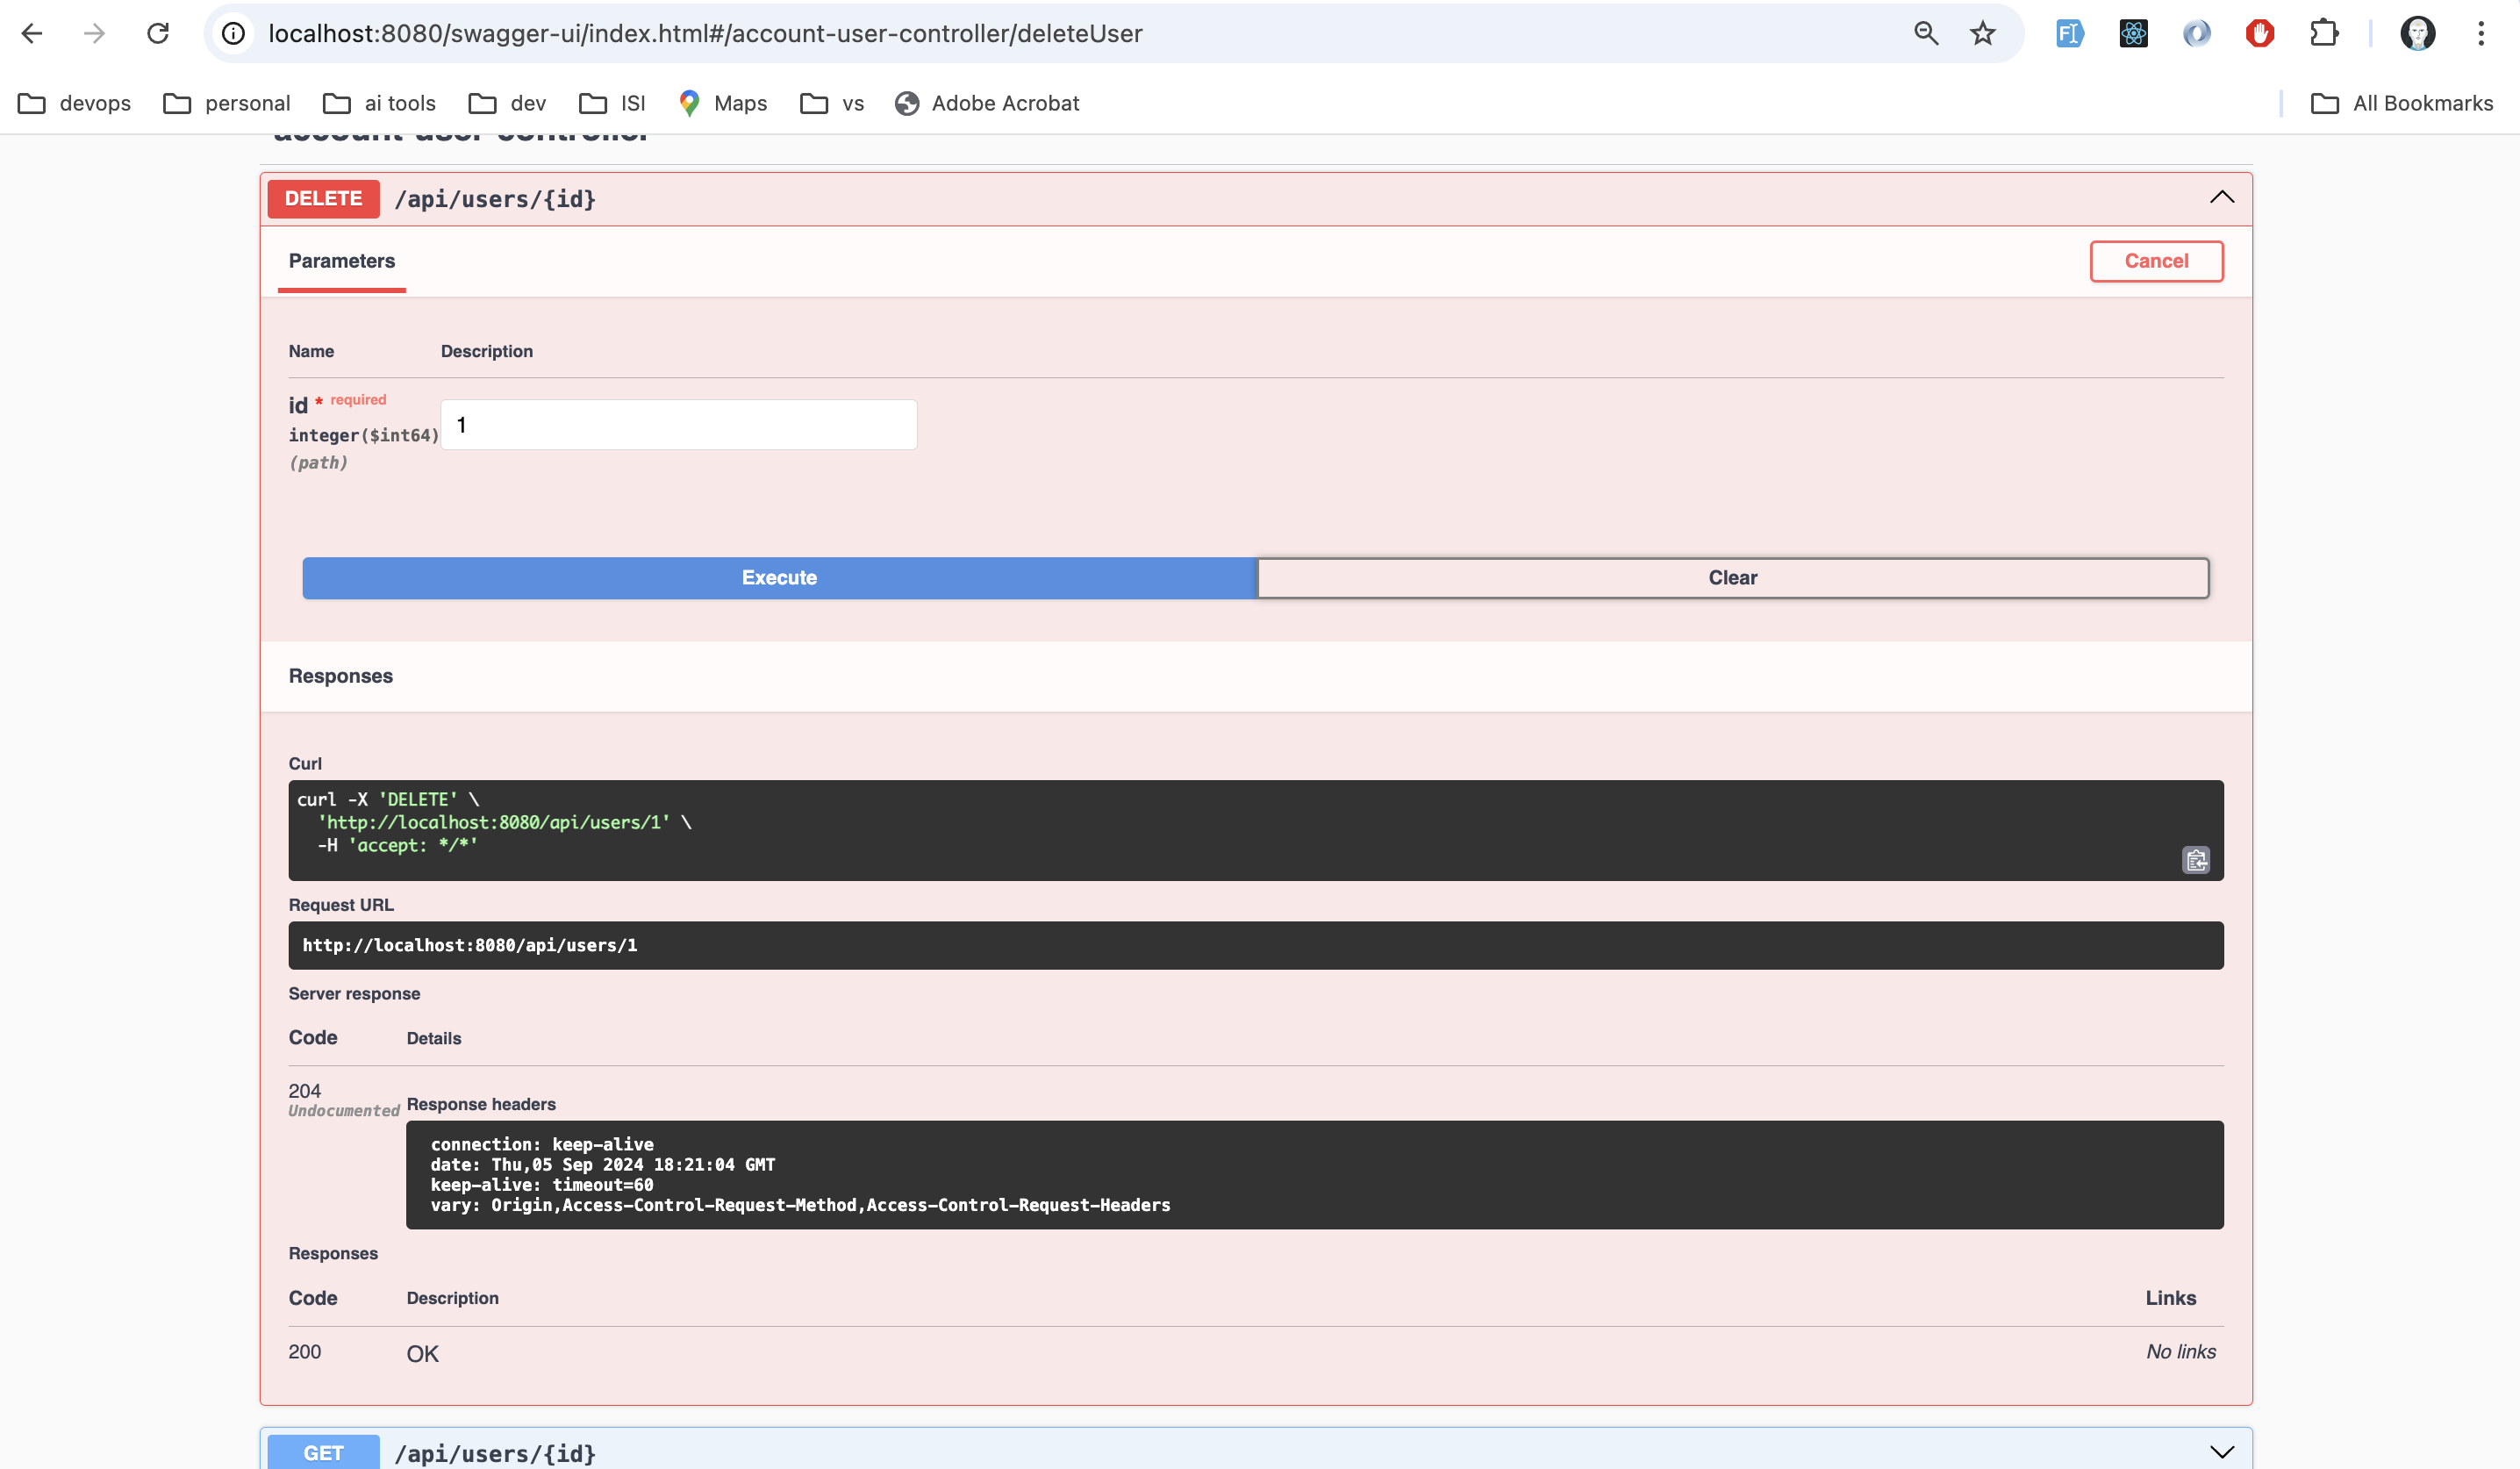 localhost:8080/swagger-ui/index.html#/account-user-controller/deleteUser
devops personal ai tools dev ISI Maps vs Adobe Acrobat All Bookmarks
account-user-controller
DELETE /api/users/{id}
Parameters Cancel
Name Description
id * required
integer($int64) 1
(path)
Execute Clear
Responses
Curl
curl -X 'DELETE' \
'http://localhost:8080/api/users/1' \
-H 'accept: */*'
Request URL
http://localhost:8080/api/users/1
Server response
Code Details
204
Undocumented Response headers
connection: keep-alive
date: Thu,05 Sep 2024 18:21:04 GMT
keep-alive: timeout=60
vary: Origin,Access-Control-Request-Method,Access-Control-Request-Headers
Responses
Code Description Links
200 OK No links
GET /api/users/{id}